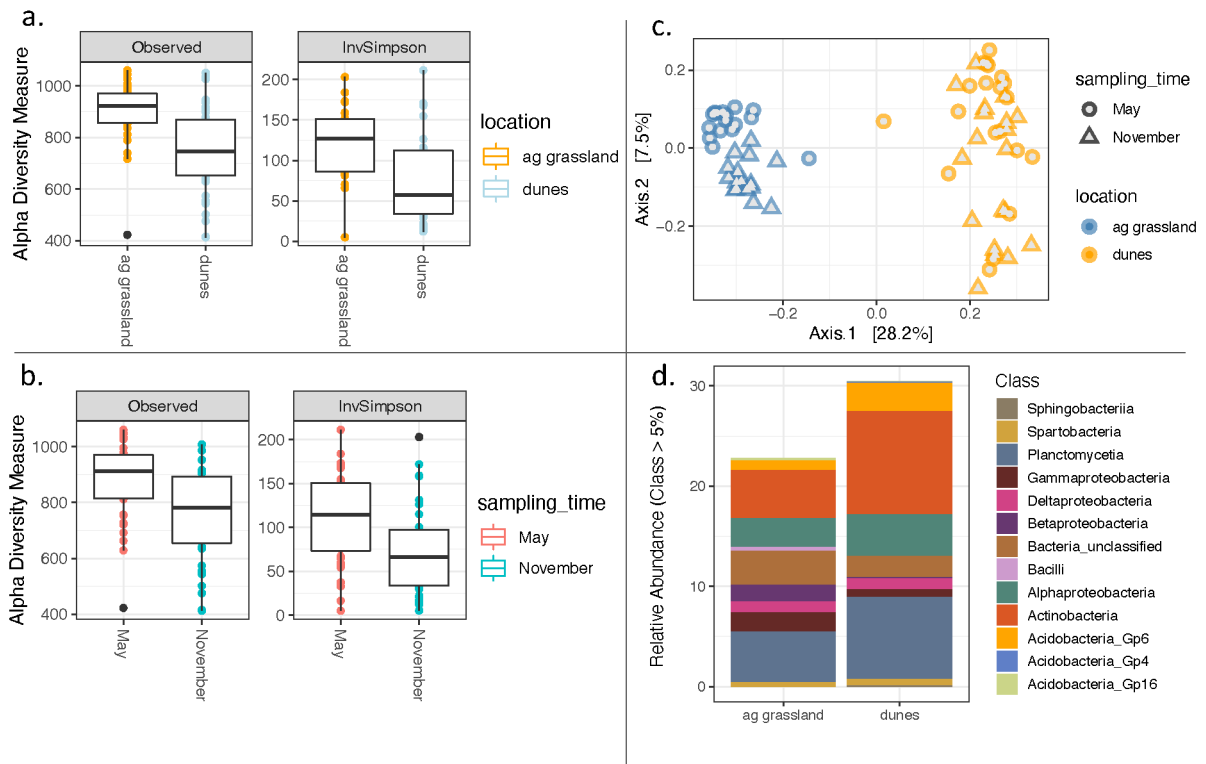 a.
Observed
InvSimpson
Alpha Diversity Measure
1000
800
600
400
200
150
100
50
0
ag grassland
dunes
ag grassland
dunes
location
ag grassland
dunes
b.
Observed
InvSimpson
Alpha Diversity Measure
1000
800
600
400
200
150
100
50
0
May
November
May
November
sampling_time
May
November
c.
Axis.2 [7.5%]
0.2
0.0
−0.2
−0.2
0.0
0.2
Axis.1 [28.2%]
sampling_time
May
November
location
ag grassland
dunes
d.
Relative Abundance (Class > 5%)
30
20
10
0
ag grassland
dunes
Class
Sphingobacteriia
Spartobacteria
Planctomycetia
Gammaproteobacteria
Deltaproteobacteria
Betaproteobacteria
Bacteria_unclassified
Bacilli
Alphaproteobacteria
Actinobacteria
Acidobacteria_Gp6
Acidobacteria_Gp4
Acidobacteria_Gp16